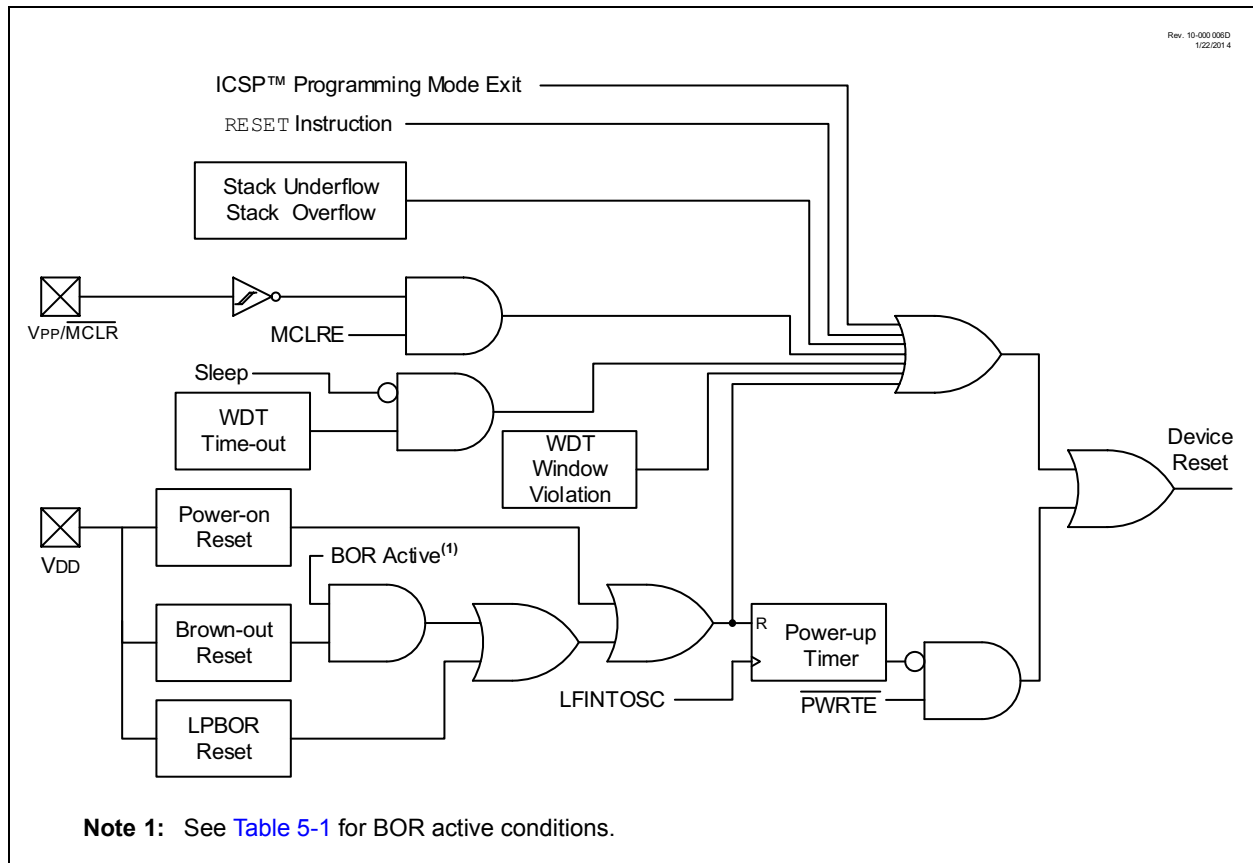 Rev. 10-000 006D
1/22/201 4
ICSP™ Programming Mode Exit
RESET Instruction
Stack Underflow
Stack Overflow
VPP/MCLR
MCLRE
Sleep
WDT
Time-out
WDT
Window
Violation
Device
Reset
VDD
Power-on
Reset
BOR Active(1)
Brown-out
Reset
R
Power-up
Timer
LFINTOSC
PWRTE
LPBOR
Reset
Note 1: See Table 5-1 for BOR active conditions.